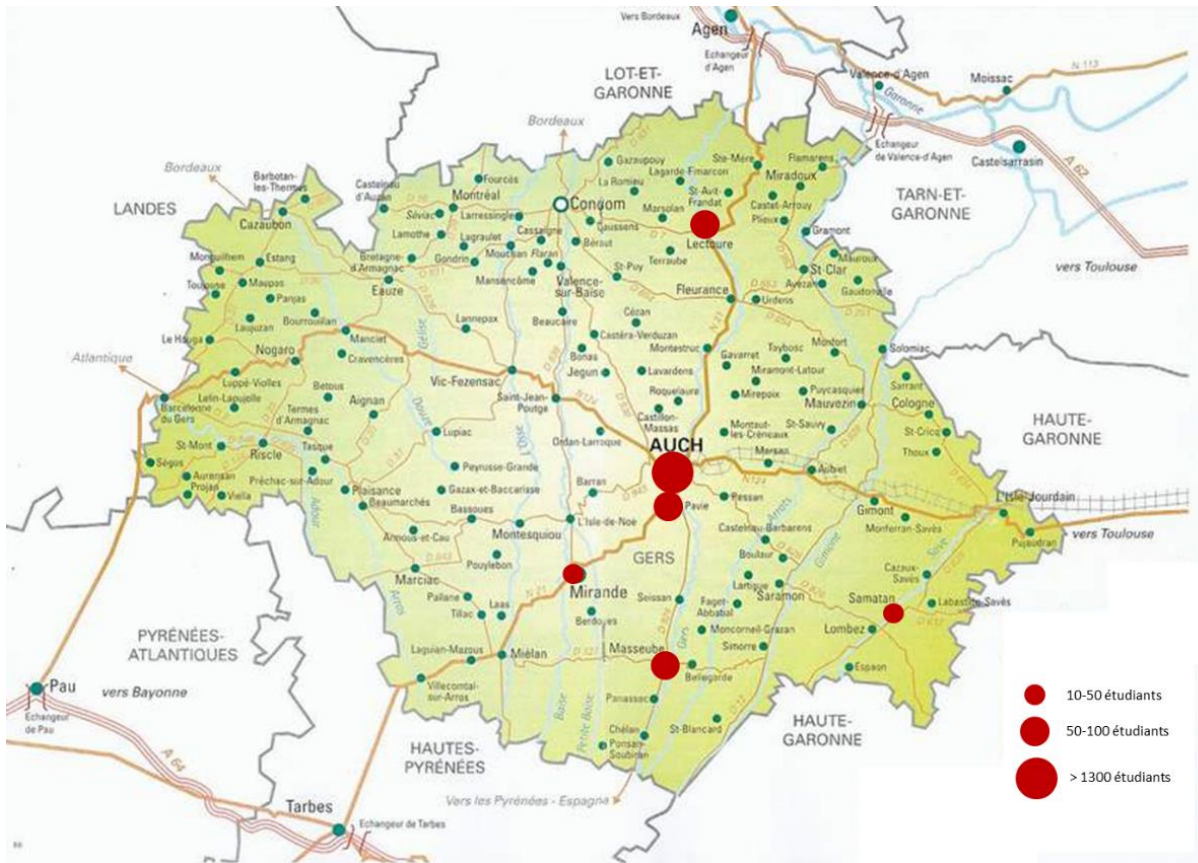 Vers Bordeaux
Agen
Echangeur
d'Agen
N 113
LOT-ET-
GARONNE
Valence-d'Agen
Moissac
Garonne
Bordeaux
Echangeur
de Valence-d'Agen
Castelsarrasin
A 62
TARN-ET-
GARONNE
vers Toulouse
LANDES
Bordeaux
Barbotan-
les-Thermes
Cazaubon
Castelnau
d'Auzan
Fourcés
Montréal
Séviac
Larressingle
Condom
Gazaupouy
La Romieu
Lagarde-Fimarcon
Ste-Mère
Flamarens
Miradoux
St-Avit-
Frandat
Castet-Arrouy
Plieux
Marsolan
Lectoure
Gramont
Lamothe
Lagraulet
Cassaigne
Caussens
Béraut
Mouchan
Flaran
Gondrin
Mansencôme
Valence-
sur-Baïse
Bretagne-
d'Armagnac
Eauze
Terraube
St-Puy
Fleurance
Urdens
St-Clar
Avezan
Mauroux
Gaudonville
Monguilhem
Estang
Toujouse
Maupas
Panjas
Laujuzan
Bourrouillan
Le Houga
Manciet
Cravencères
Nogaro
Lannepax
Beaucaire
Cézan
Castéra-Verduzan
Bonas
Jegun
Lavardens
Roquelaure
Castillon-
Massas
Montestruc
Gavarret
Miramont-Latour
Mirepoix
Taybosc
Monfort
Puycasquier
Mauvezin
Solomiac
Sarrant
Cologne
St-Cricq
Thoux
HAUTE-
GARONNE
Atlantique
Barcelonne
du Gers
Luppé-Violles
Lelin-Lapujolle
Betous
Termes
d'Armagnac
Aignan
Vic-Fezensac
Saint-Jean-
Poutge
N124
Ordan-Larroque
AUCH
Montaut-
les-Créneaux
St-Sauvy
Marsan
Aubiet
N124
Ségos
St-Mont
Riscle
Tasque
Aurensan
Projan
Viella
Préchac-sur-Adour
Plaisance
Beaumarchés
Lupiac
Peyrusse-Grande
Gazax-et-Baccarisse
Bassoues
Barran
L'Isle-de-Noé
Montesquiou
Pavie
Pessan
Castelnau-Barbarens
Boulaur
Gimont
Monferran-Savès
L'Isle-Jourdain
Pujaudran
vers Toulouse
Armous-et-Cau
Marciac
Pouylebon
Pallane
Tillac
Laas
GERS
Mirande
Berdoues
Seissan
Lartigue
Faget-
Abbatial
Saramon
Cazaux-
Savès
Samatan
Labastide-Savès
Lombez
Moncorneil-Grazan
Simorre
Espaon
Laguian-Mazous
Miélan
N 21
Villecomtal-
sur-Arros
Masseube
Bellegarde
Panassac
Chélan
Ponsan-
Soubiran
St-Blancard
PYRÉNÉES-
ATLANTIQUES
Pau
vers Bayonne
Echangeur
de Pau
A 64
HAUTES-
PYRÉNÉES
Tarbes
Echangeur de Tarbes
Vers les Pyrénées - Espagne
HAUTE-
GARONNE
10-50 étudiants
50-100 étudiants
> 1300 étudiants